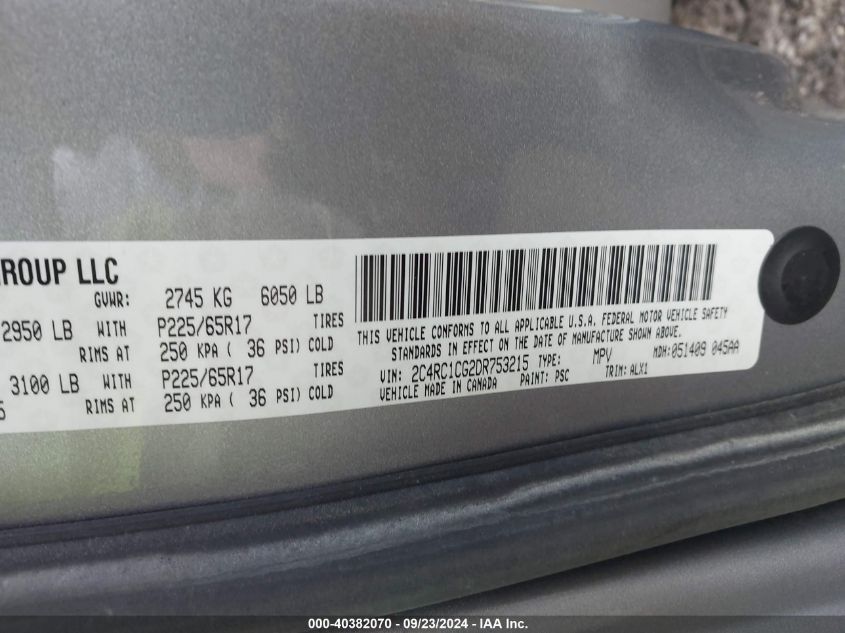 GROUP LLC
GVWR: 2745 KG 6050 LB
2950 LB WITH P225/65R17 TIRES
RIMS AT 250 KPA ( 36 PSI) COLD
3100 LB WITH P225/65R17 TIRES
RIMS AT 250 KPA ( 36 PSI) COLD
THIS VEHICLE CONFORMS TO ALL APPLICABLE U.S.A. FEDERAL MOTOR VEHICLE SAFETY
STANDARDS IN EFFECT ON THE DATE OF MANUFACTURE SHOWN ABOVE.
VIN: 2C4RC1CG2DR753215 TYPE: MPV MDH:051409 045AA
VEHICLE MADE IN CANADA PAINT: PSC TRIM: ALX1
000-40382070 - 09/23/2024 - IAA Inc.